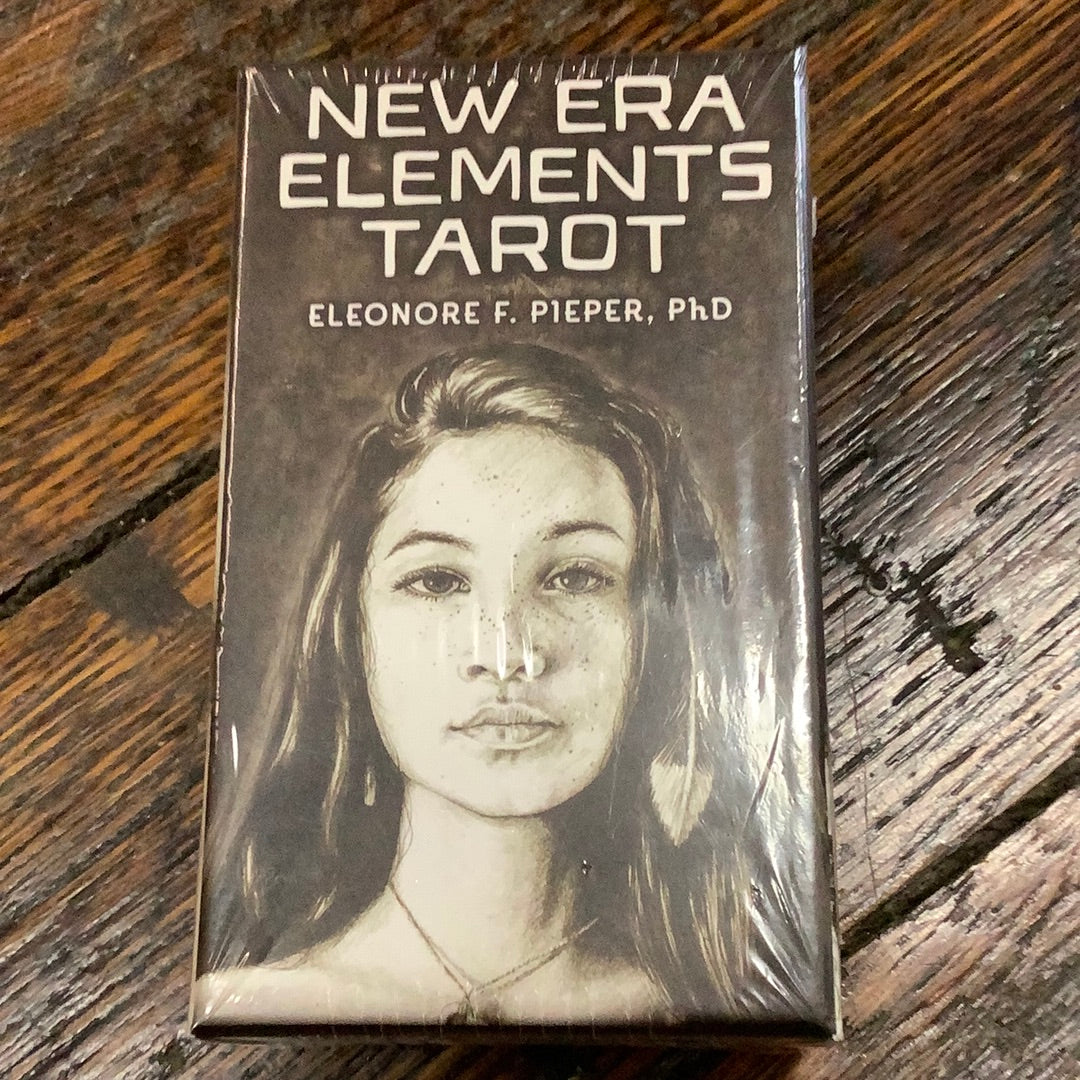 NEW ERA
ELEMENTS
TAROT
ELEONORE F. PIEPER, PhD